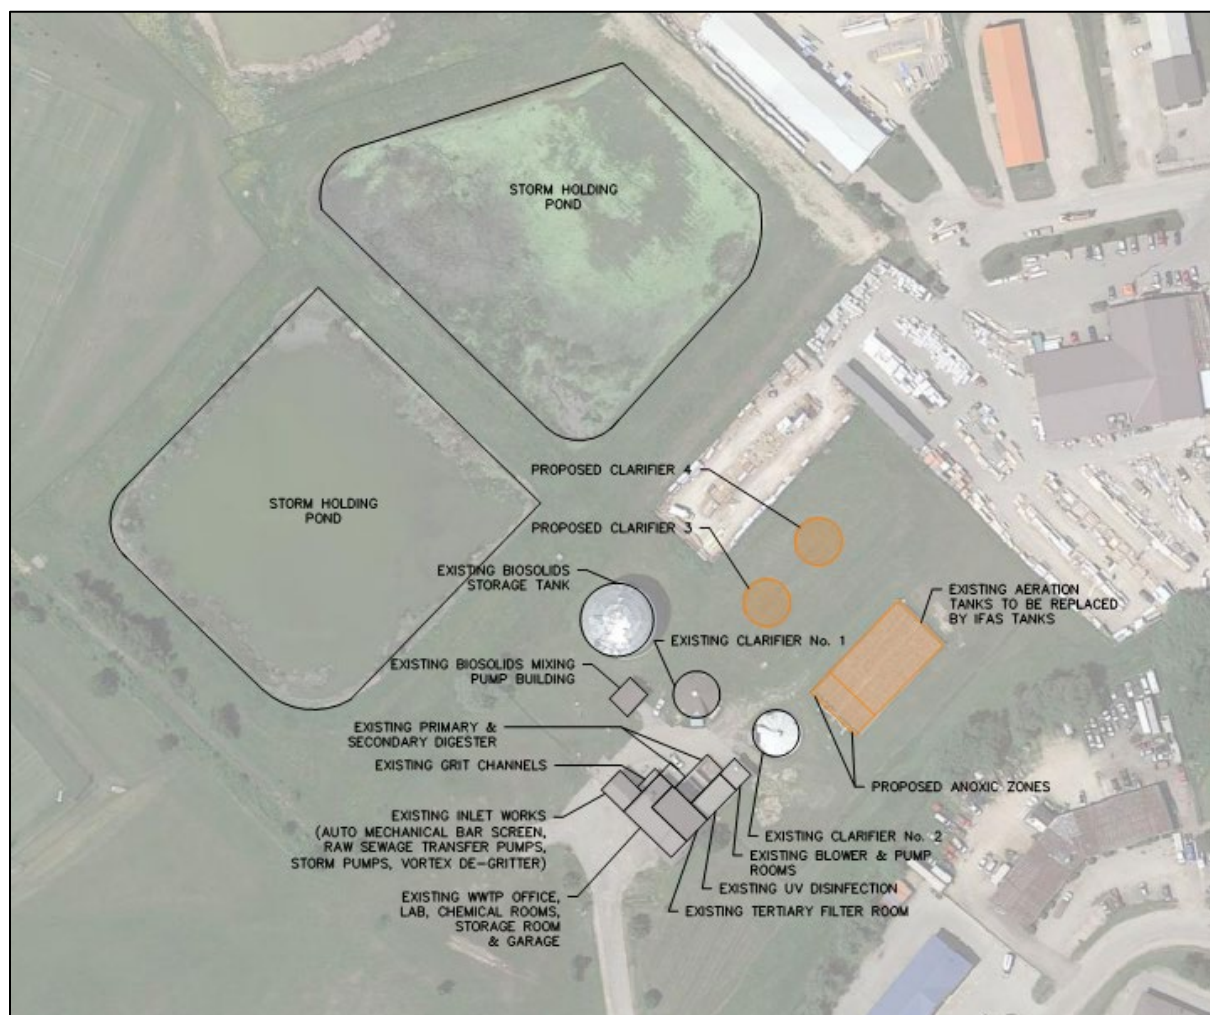 STORM HOLDING
POND
STORM HOLDING
POND
PROPOSED CLARIFIER 4
PROPOSED CLARIFIER 3
EXISTING BIOSOLIDS
STORAGE TANK
EXISTING AERATION
TANKS TO BE REPLACED
BY IFAS TANKS
EXISTING CLARIFIER No. 1
EXISTING BIOSOLIDS MIXING
PUMP BUILDING
EXISTING PRIMARY &
SECONDARY DIGESTER
EXISTING GRIT CHANNELS
PROPOSED ANOXIC ZONES
EXISTING INLET WORKS
(AUTO MECHANICAL BAR SCREEN,
RAW SEWAGE TRANSFER PUMPS,
STORM PUMPS, VORTEX DE-GRITTER)
EXISTING CLARIFIER No. 2
EXISTING BLOWER & PUMP
ROOMS
EXISTING UV DISINFECTION
EXISTING WWTP OFFICE,
LAB, CHEMICAL ROOMS,
STORAGE ROOM
& GARAGE
EXISTING TERTIARY FILTER ROOM